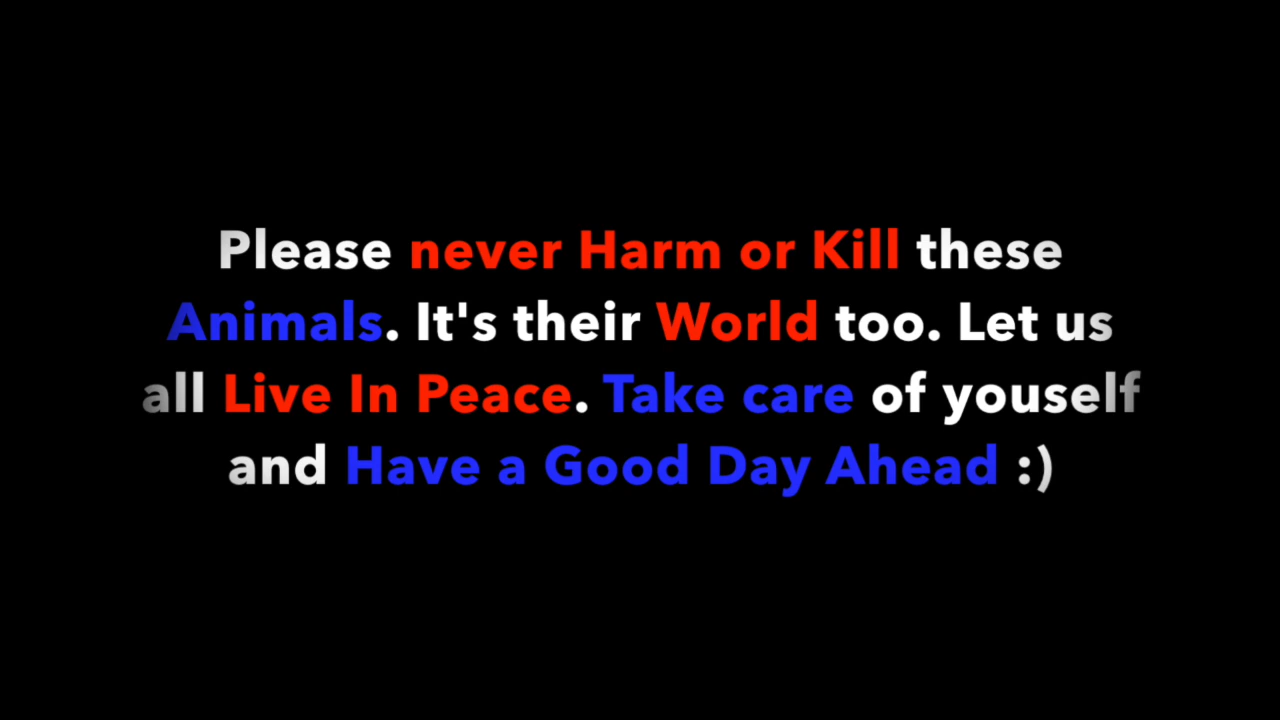 Please never Harm or Kill these
Animals. It's their World too. Let us
all Live In Peace. Take care of youself
and Have a Good Day Ahead :)